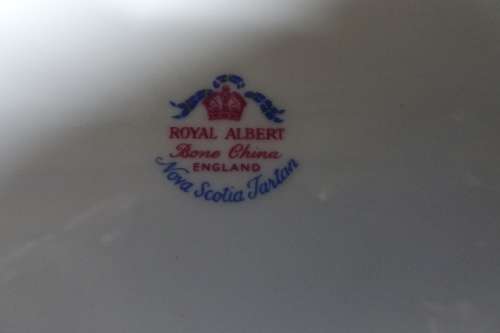 ROYAL ALBERT
Bone China
ENGLAND
Nova Scotia Tartan